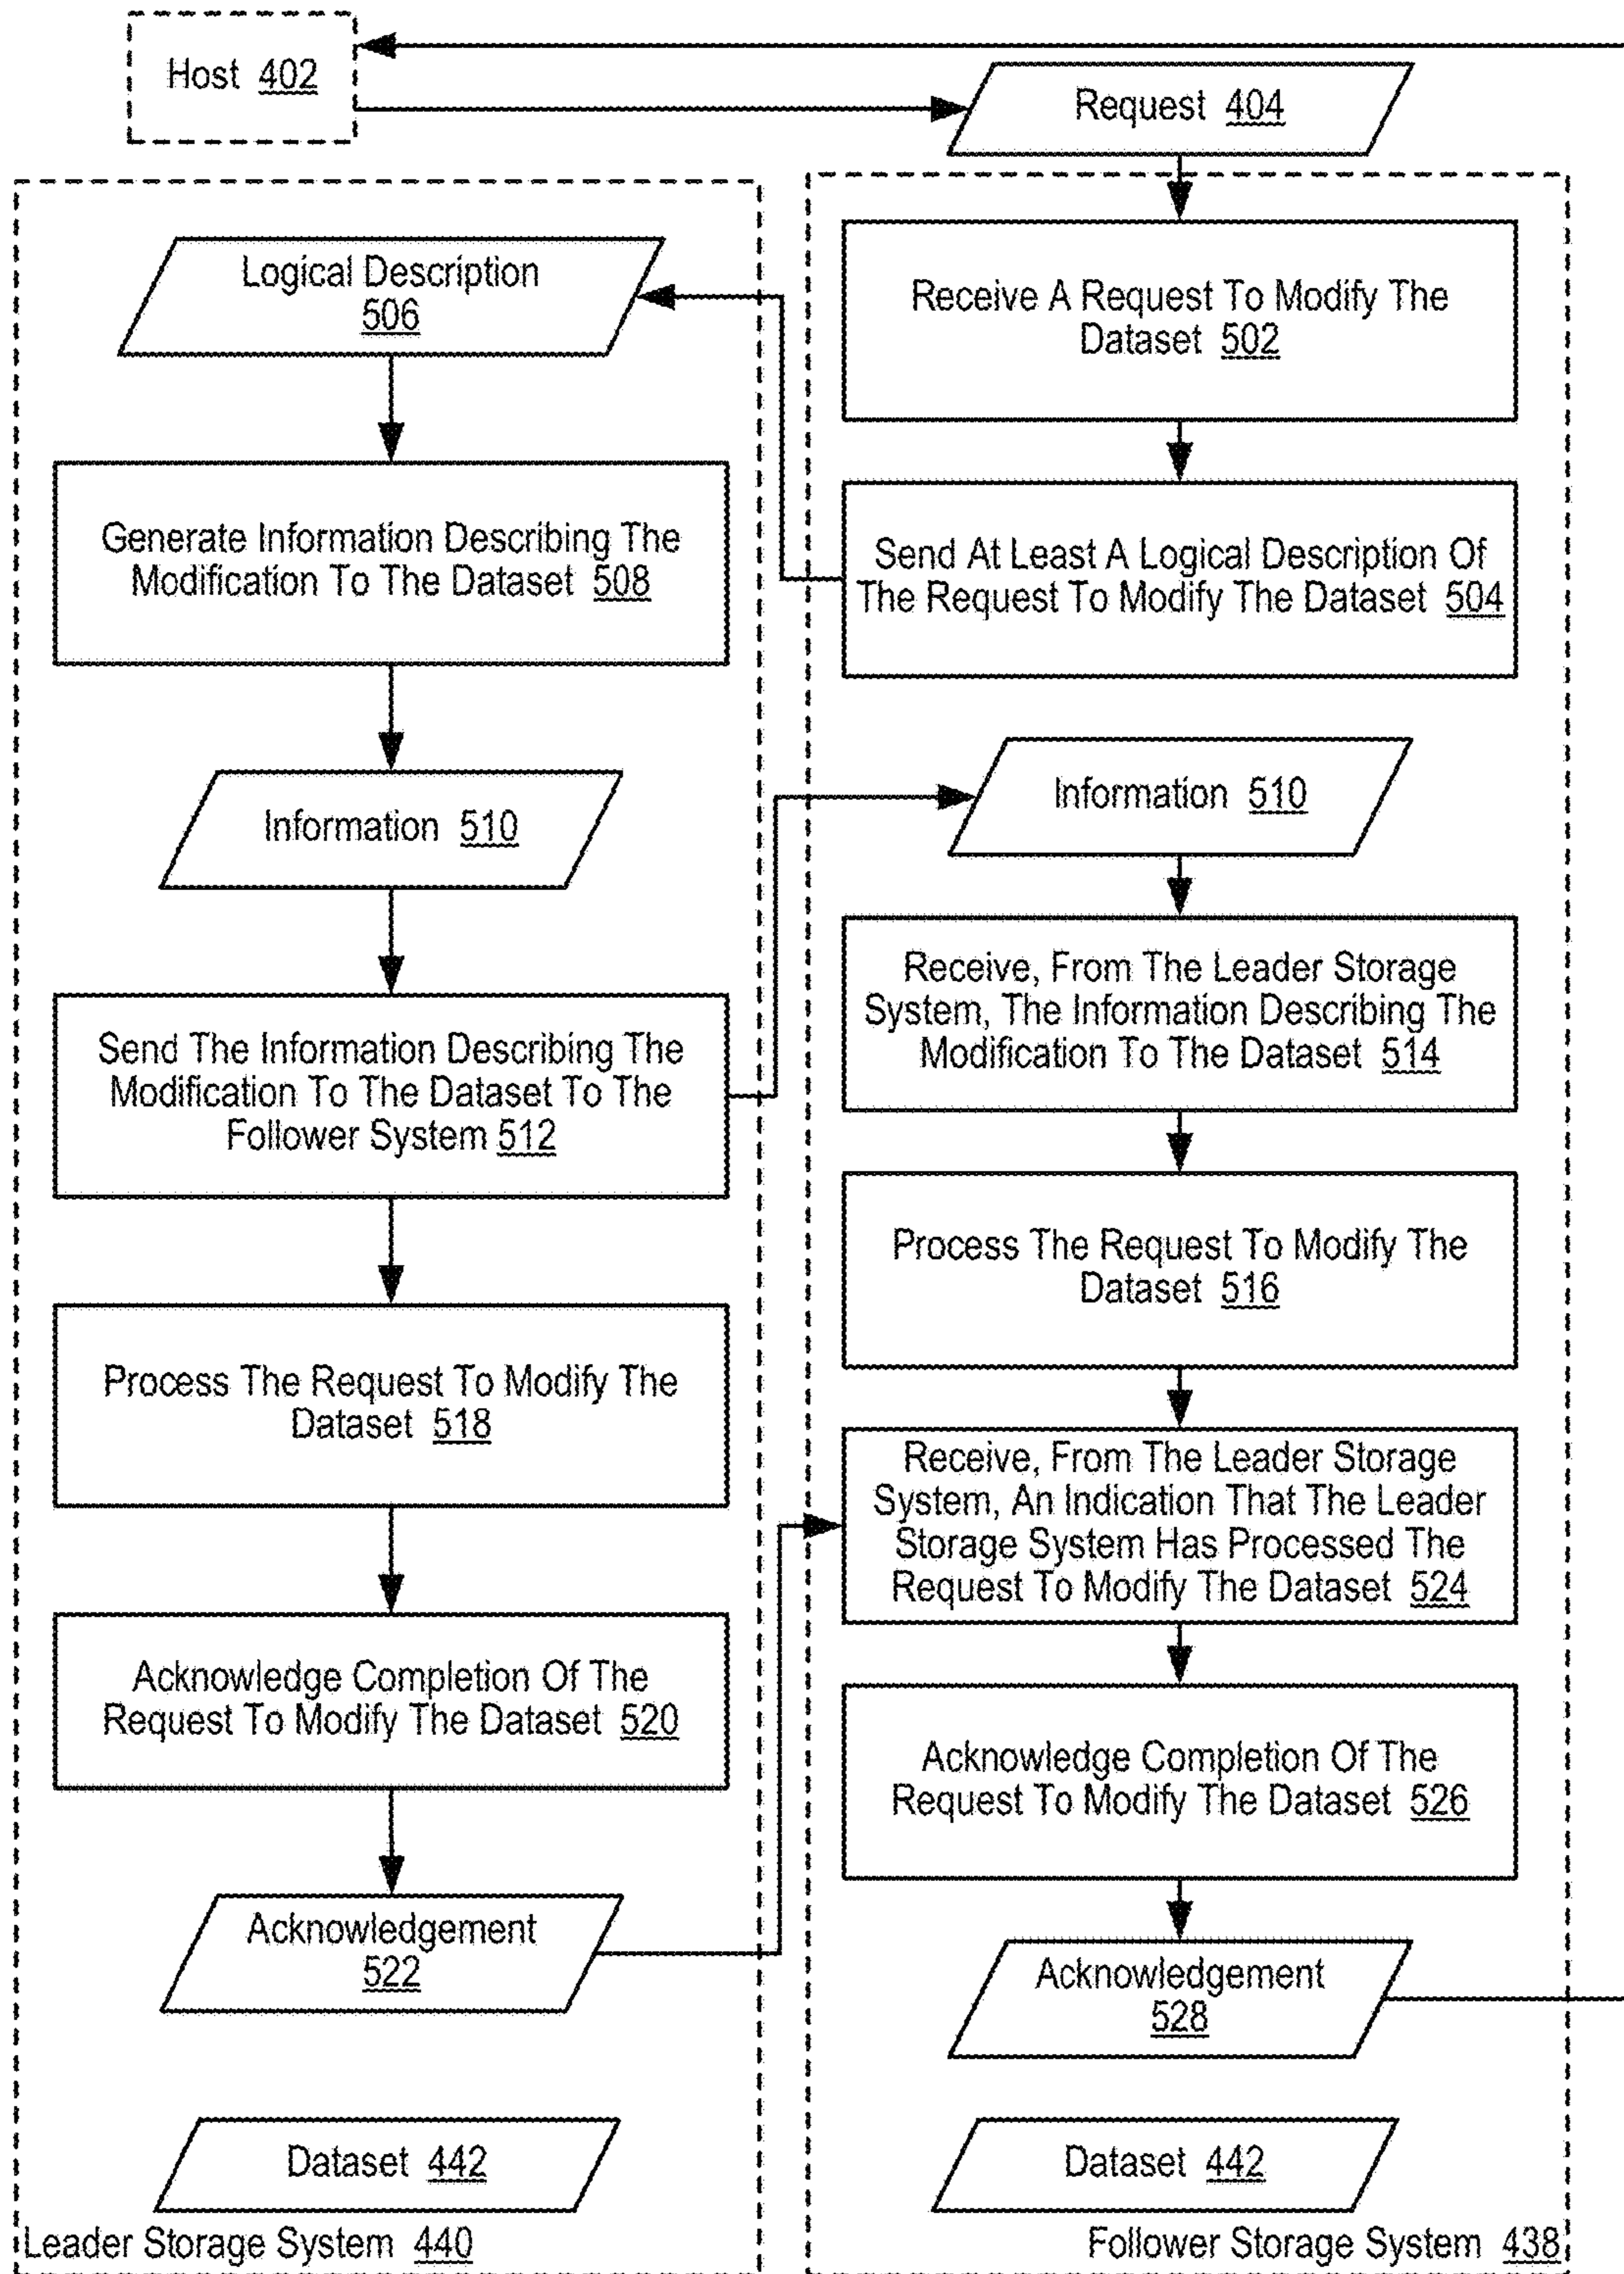 Host 402
Request 404
Logical Description
506
Generate Information Describing The
Modification To The Dataset 508
Information 510
Send The Information Describing The
Modification To The Dataset To The
Follower System 512
Process The Request To Modify The
Dataset 518
Acknowledge Completion Of The
Request To Modify The Dataset 520
Acknowledgement
522
Dataset 442
Leader Storage System 440
Receive A Request To Modify The
Dataset 502
Send At Least A Logical Description Of
The Request To Modify The Dataset 504
Information 510
Receive, From The Leader Storage
System, The Information Describing The
Modification To The Dataset 514
Process The Request To Modify The
Dataset 516
Receive, From The Leader Storage
System, An Indication That The Leader
Storage System Has Processed The
Request To Modify The Dataset 524
Acknowledge Completion Of The
Request To Modify The Dataset 526
Acknowledgement
528
Dataset 442
Follower Storage System 438